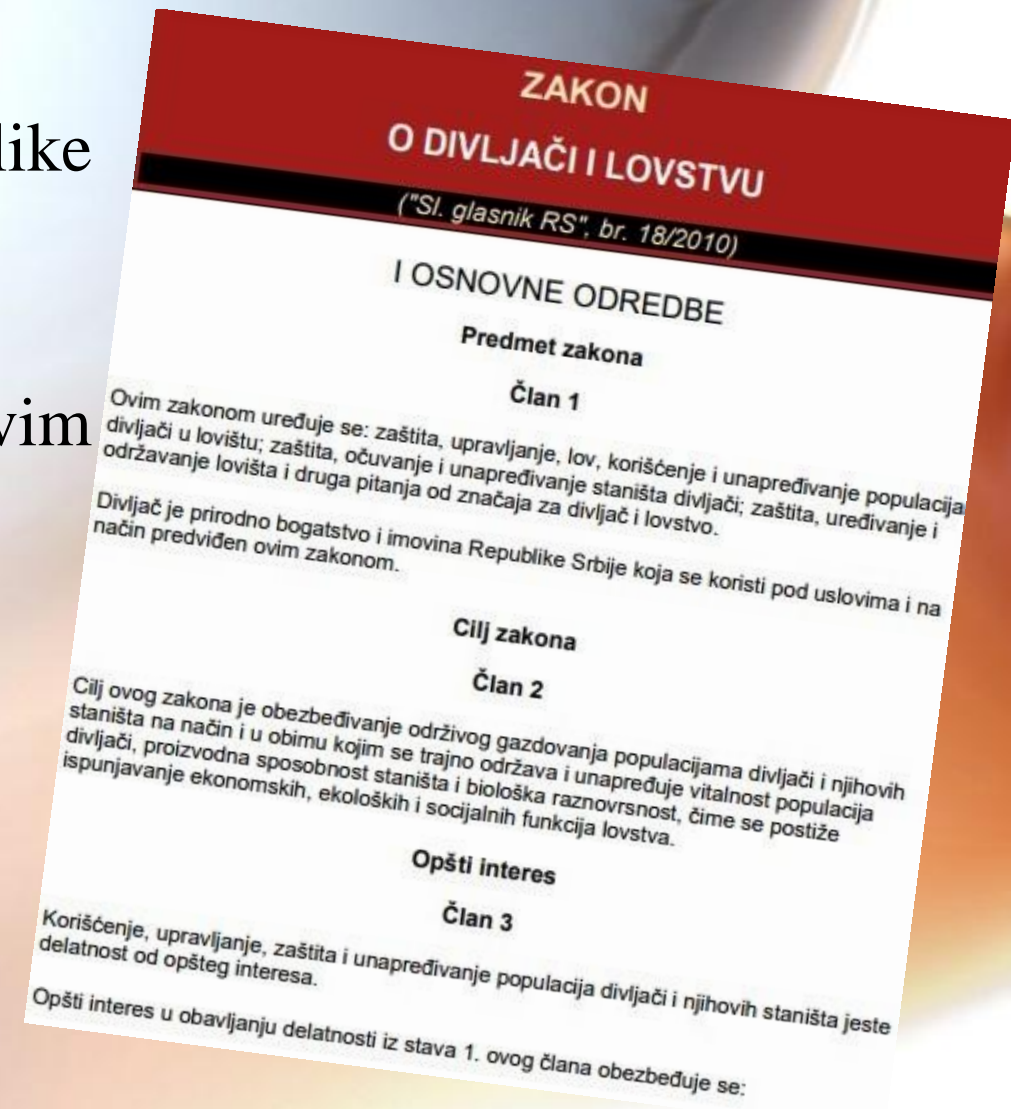 like
vim
ZAKON
O DIVLJAČI I LOVSTVU
("Sl. glasnik RS", br. 18/2010)
I OSNOVNE ODREDBE
Predmet zakona
Član 1
Ovim zakonom uređuje se: zaštita, upravljanje, lov, korišćenje i unapređivanje populacija
divljači u lovištu; zaštita, očuvanje i unapređivanje staništa divljači; zaštita, uređivanje i
održavanje lovišta i druga pitanja od značaja za divljač i lovstvo.
Divljač je prirodno bogatstvo i imovina Republike Srbije koja se koristi pod uslovima i na
način predviđen ovim zakonom.
Cilj zakona
Član 2
Cilj ovog zakona je obezbeđivanje održivog gazdovanja populacijama divljači i njihovih
staništa na način i u obimu kojim se trajno održava i unapređuje vitalnost populacija
divljači, proizvodna sposobnost staništa i biološka raznovrsnost, čime se postiže
ispunjavanje ekonomskih, ekoloških i socijalnih funkcija lovstva.
Opšti interes
Član 3
Korišćenje, upravljanje, zaštita i unapređivanje populacija divljači i njihovih staništa jeste
delatnost od opšteg interesa.
Opšti interes u obavljanju delatnosti iz stava 1. ovog člana obezbeđuje se: